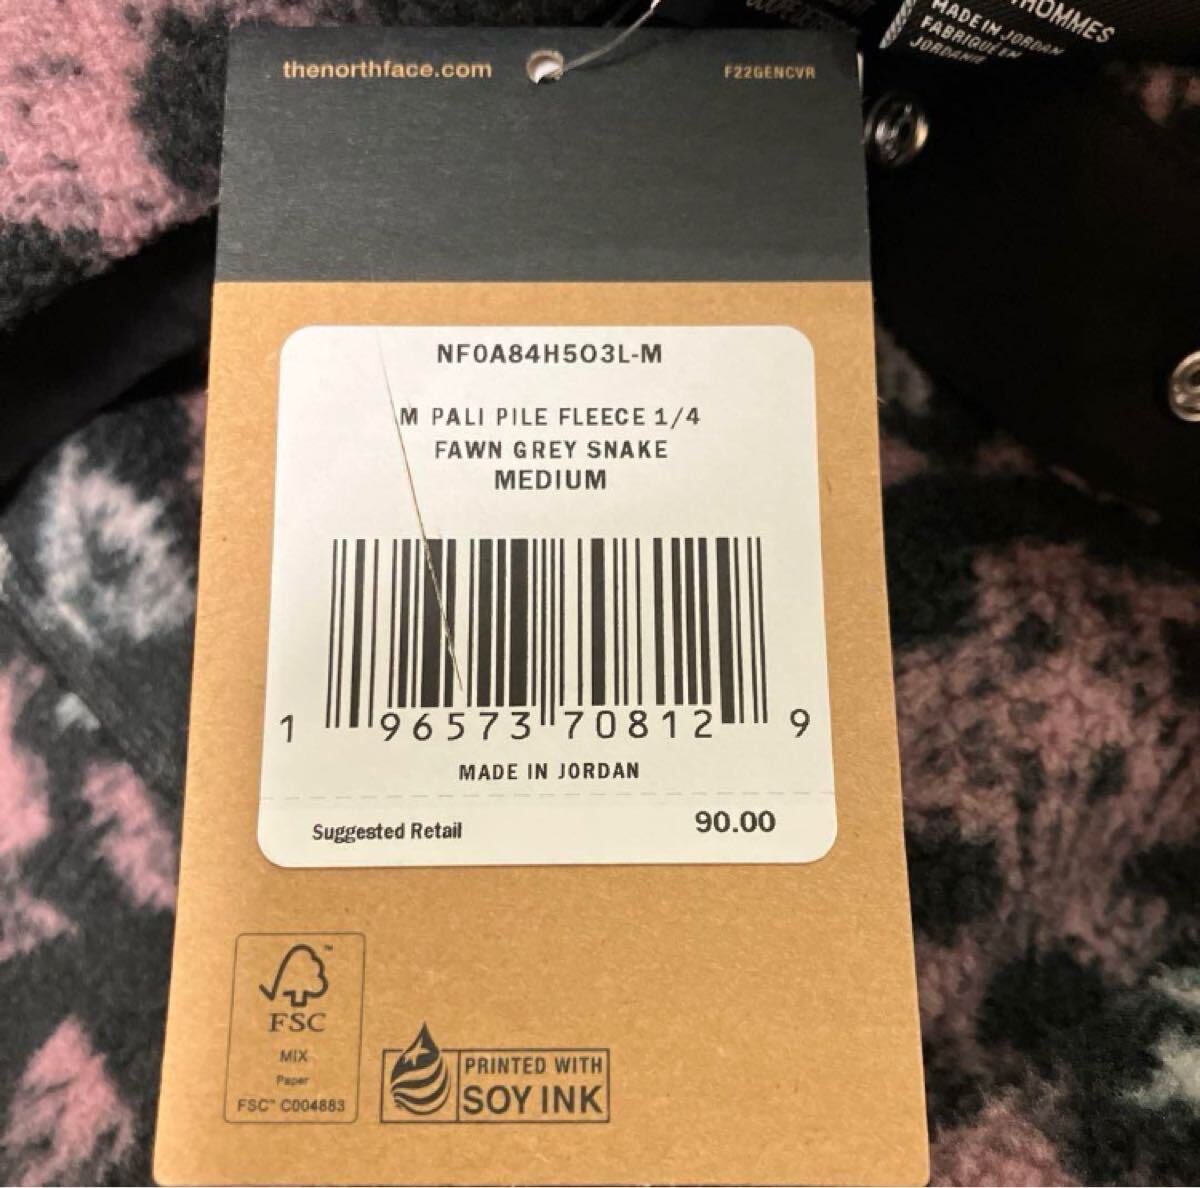 HOMMES
MADE IN JORDAN
FABRIQUÉ EN
JORDANIE
thenorthface.com
F22GENCVR
NF0A84H5O3L-M
M PALI PILE FLEECE 1/4
FAWN GREY SNAKE
MEDIUM
1 96573 70812 9
MADE IN JORDAN
Suggested Retail 90.00
™
FSC
MIX
Paper
FSC™ C004883
PRINTED WITH
SOY INK